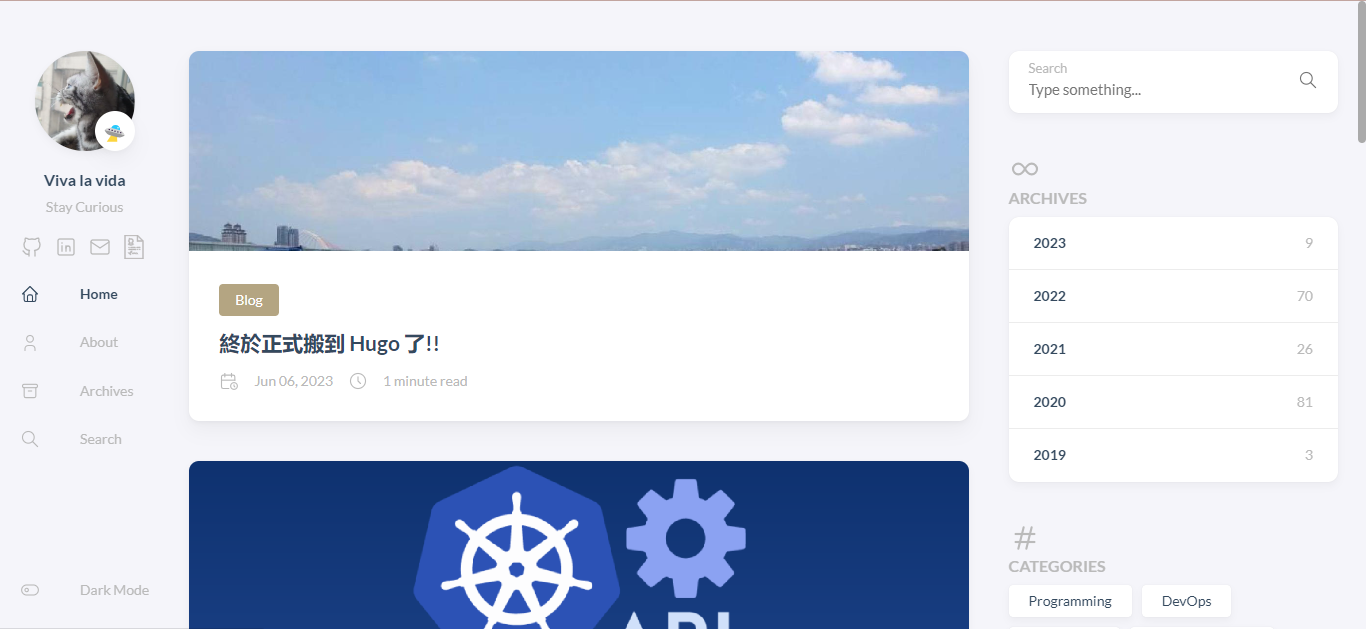 Viva la vida
Stay Curious
Home
About
Archives
Search
Dark Mode
Blog
終於正式搬到 Hugo 了!!
Jun 06, 2023
1 minute read
API
Search
Type something...
ARCHIVES
2023 9
2022 70
2021 26
2020 81
2019 3
CATEGORIES
Programming
DevOps